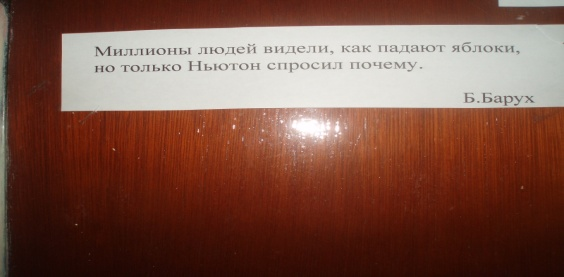 Миллионы людей видели, как падают яблоки,
но только Ньютон спросил почему.
Б.Барух